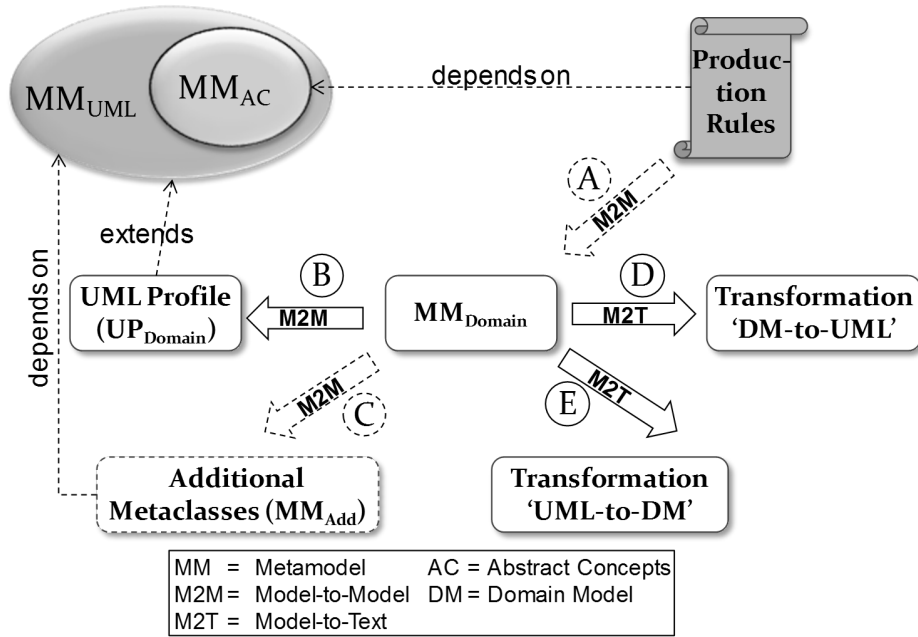 MM_UML
MM_AC
depends on
Produc-
tion
Rules
A
M2M
extends
depends on
B
D
UML Profile
(UP_Domain)
M2M
MM_Domain
M2T
Transformation
‘DM-to-UML’
M2M
C
E
M2T
Additional
Metaclasses (MM_Add)
Transformation
‘UML-to-DM’
MM = Metamodel AC = Abstract Concepts
M2M = Model-to-Model DM = Domain Model
M2T = Model-to-Text